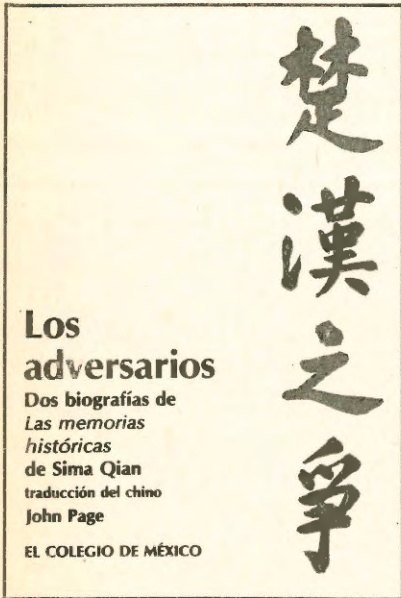 楚漢之爭
Los
adversarios
Dos biografías de
Las memorias
históricas
de Sima Qian
traducción del chino
John Page
EL COLEGIO DE MÉXICO